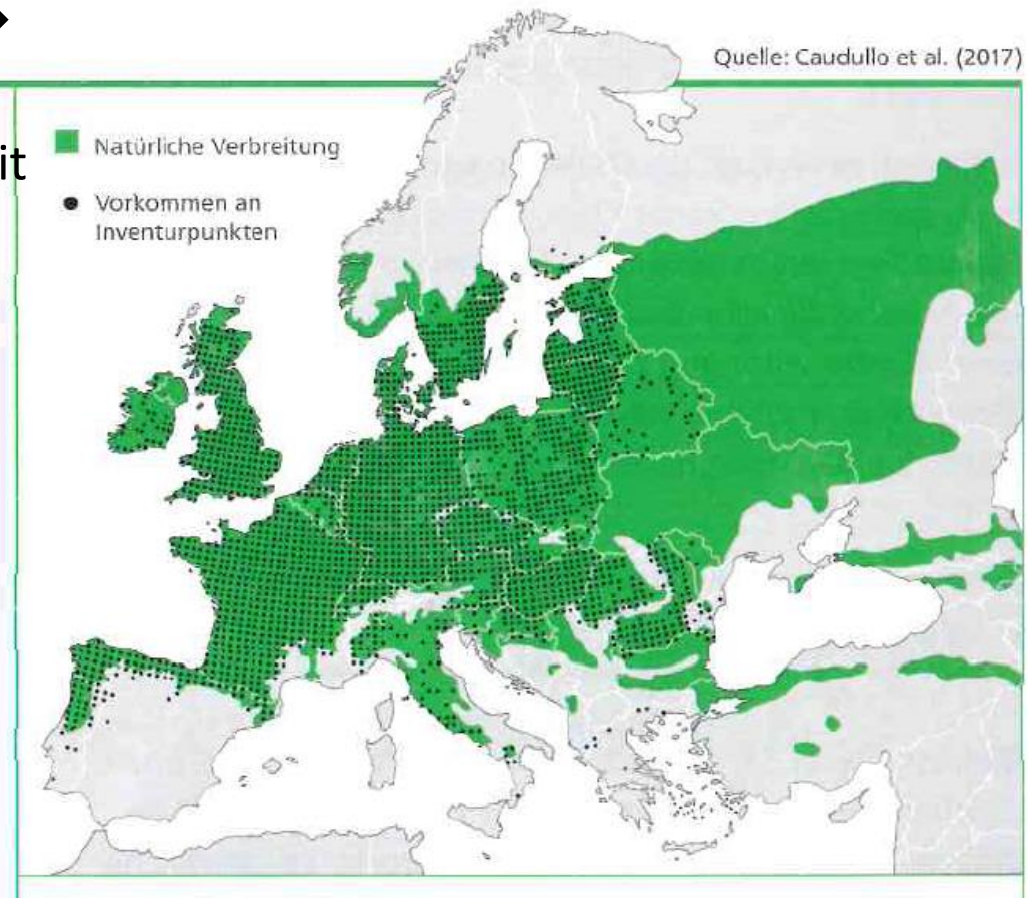 Quelle: Caudullo et al. (2017)
it
Natürliche Verbreitung
Vorkommen an
Inventurpunkten